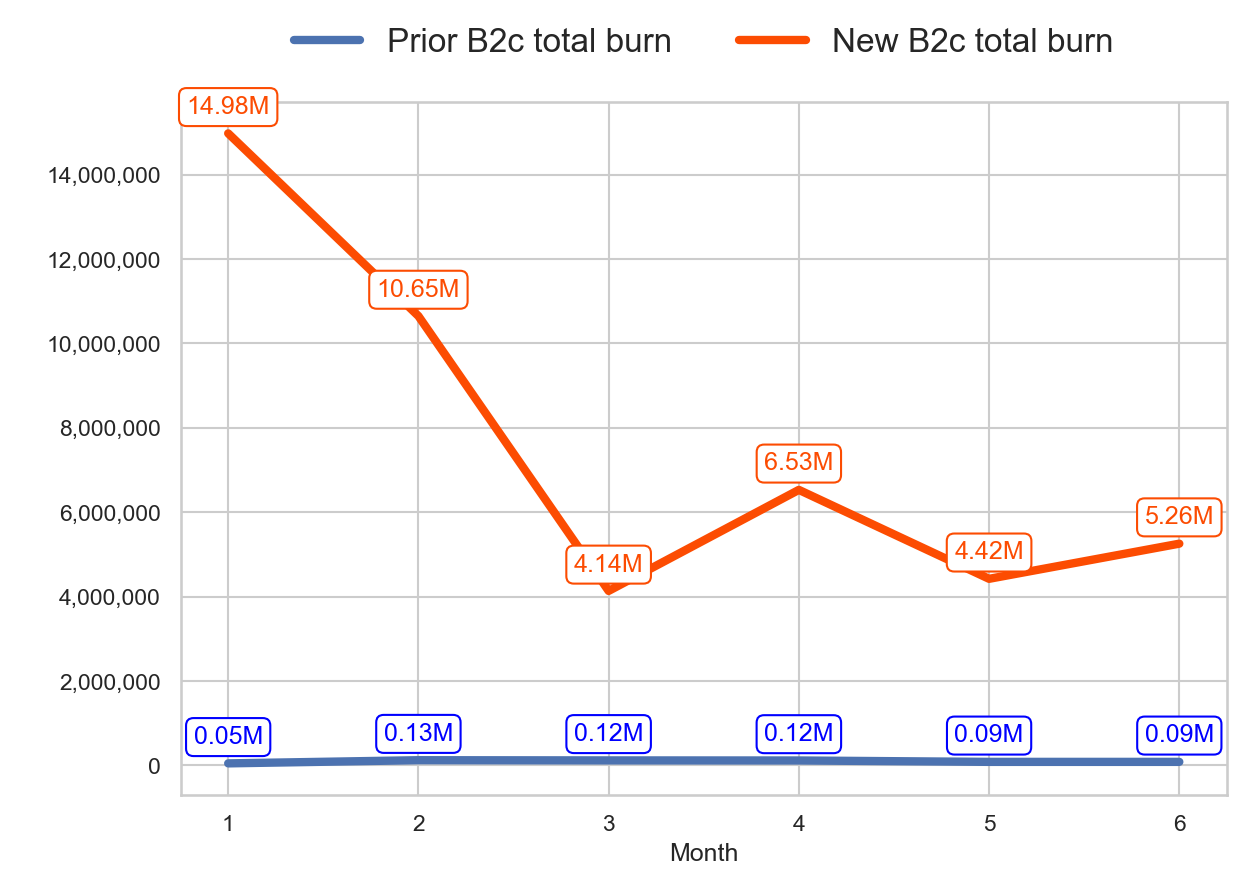 Prior B2c total burn New B2c total burn
14.98M
14,000,000
12,000,000
10.65M
10,000,000
8,000,000
6.53M
6,000,000
5.26M
4.42M
4.14M
4,000,000
2,000,000
0.05M 0.13M 0.12M 0.12M 0.09M 0.09M
0
1 2 3 4 5 6
Month